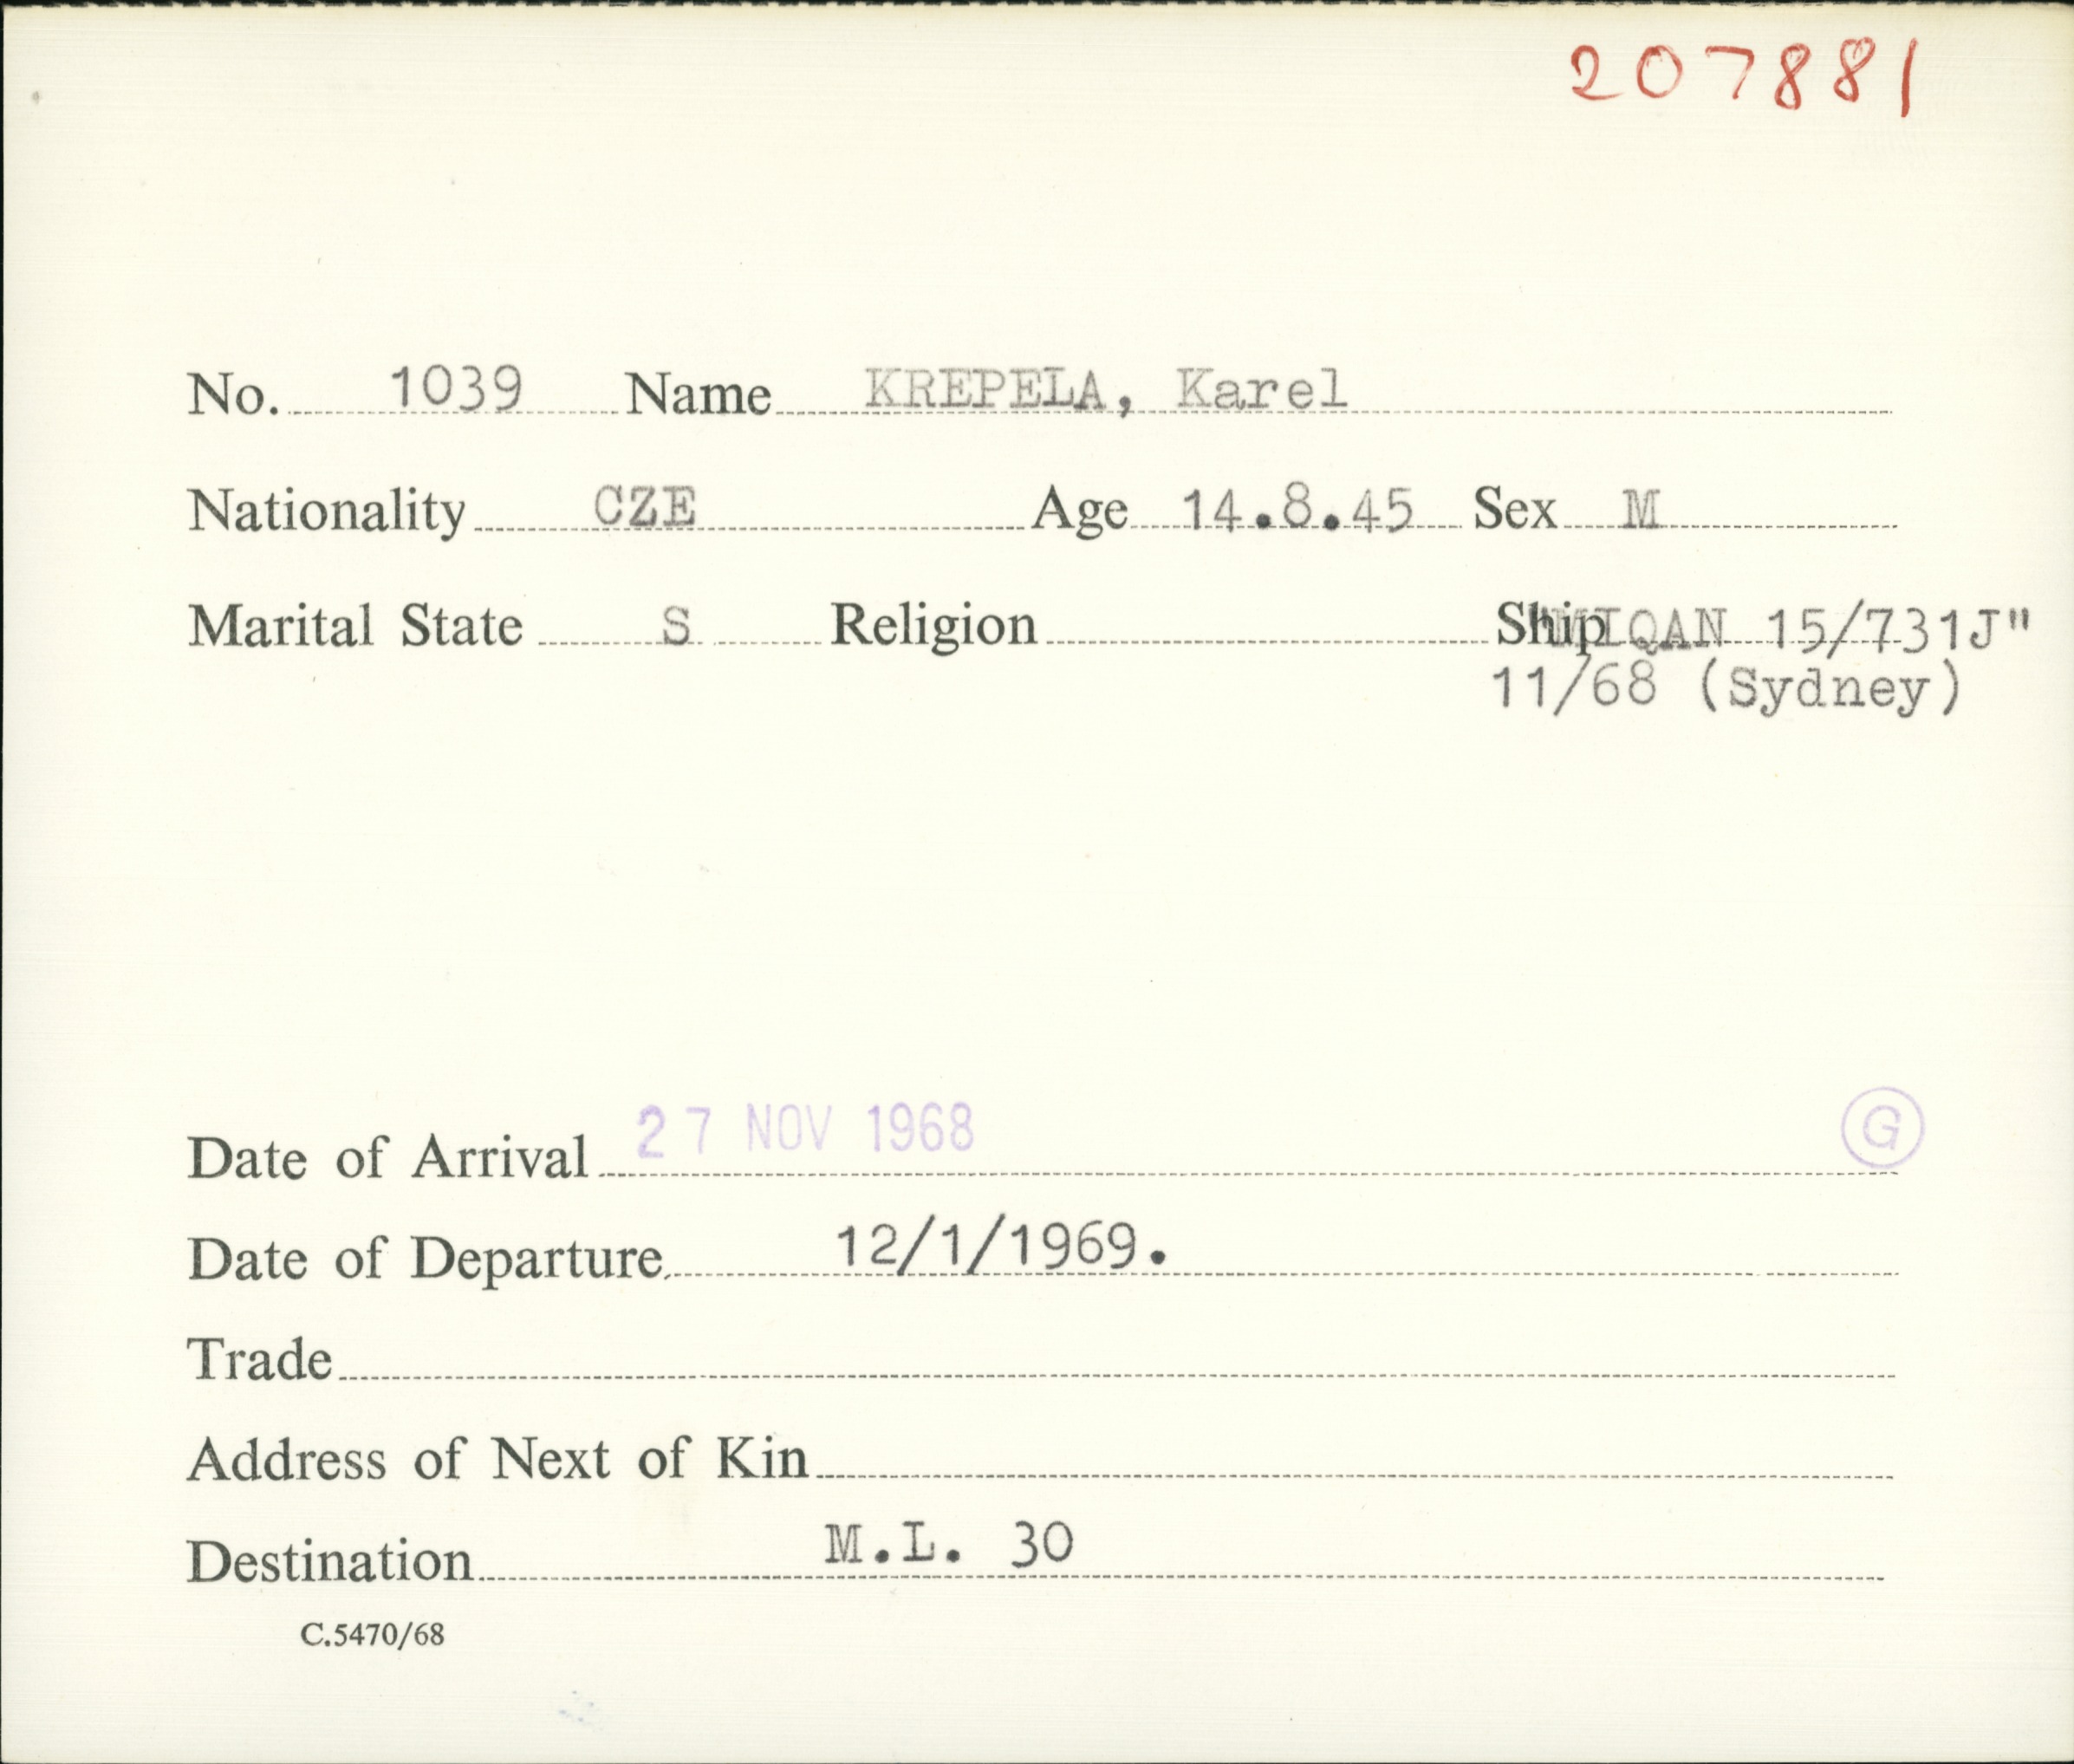 207881
No. 1039 Name KREPELA, Karel
Nationality CZE Age 14.8.45 Sex M
Marital State S Religion Ship 15/731J"
11/68 (Sydney)
Date of Arrival 27 NOV 1968 G
Date of Departure 12/1/1969.
Trade
Address of Next of Kin
Destination M.L. 30
C.5470/68